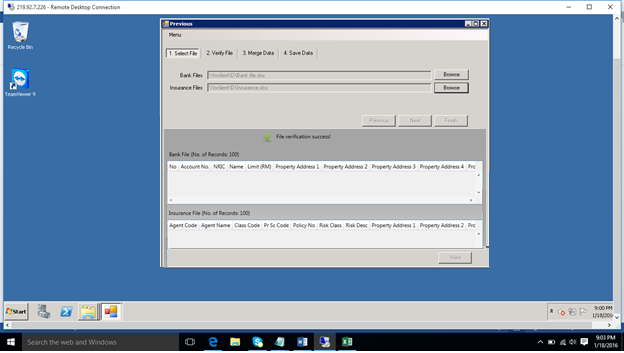 219.92.7.226 - Remote Desktop Connection
Recycle Bin
TeamViewer 9
Previous
Menu
1. Select File 2. Verify File 3. Merge Data 4. Save Data
Bank Files \\tsclient\D\Bank file.xlsx Browse
Insurance Files \\tsclient\D\Insurance.xlsx Browse
Previous Next Finish
File verification success!
Bank File (No. of Records: 100)
No Account No. NRIC Name Limit (RM) Property Address 1 Property Address 2 Property Address 3 Property Address 4 Pro
Insurance File (No. of Records: 100)
Agent Code Agent Name Class Code Pr Sc Code Policy No Risk Class Risk Desc Property Address 1 Property Address 2 Pro
View
Start
9:00 PM
1/18/2016
Search the web and Windows
9:03 PM
1/18/2016